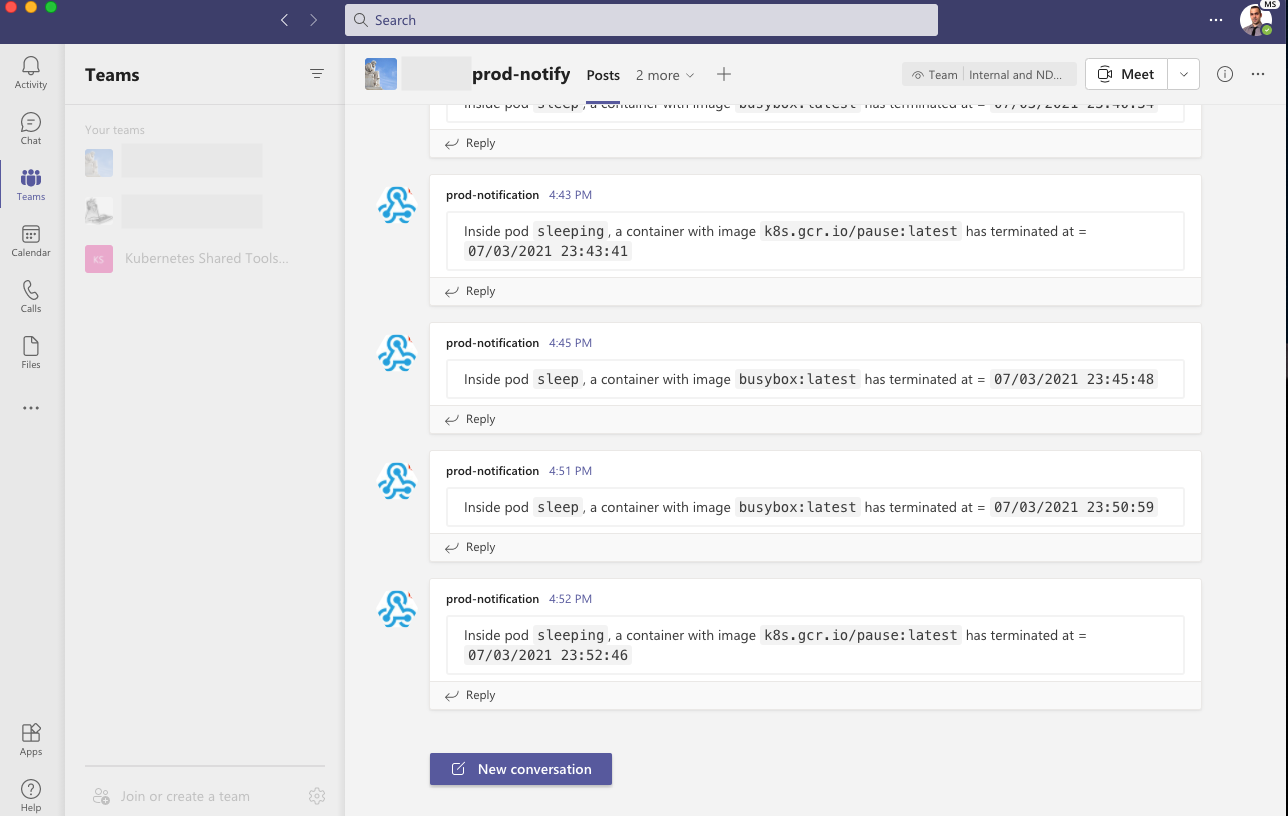 Search
MS
Activity
Chat
Teams
Calendar
Calls
Files
Apps
Help
Teams
Your teams
KS Kubernetes Shared Tools...
Join or create a team
prod-notify Posts 2 more
Team Internal and ND...
Meet
Inside pod sleep, a container with image busybox:latest has terminated at = 07/03/2021 23:40:34
Reply
prod-notification 4:43 PM
Inside pod sleeping, a container with image k8s.gcr.io/pause:latest has terminated at =
07/03/2021 23:43:41
Reply
prod-notification 4:45 PM
Inside pod sleep, a container with image busybox:latest has terminated at = 07/03/2021 23:45:48
Reply
prod-notification 4:51 PM
Inside pod sleep, a container with image busybox:latest has terminated at = 07/03/2021 23:50:59
Reply
prod-notification 4:52 PM
Inside pod sleeping, a container with image k8s.gcr.io/pause:latest has terminated at =
07/03/2021 23:52:46
Reply
New conversation